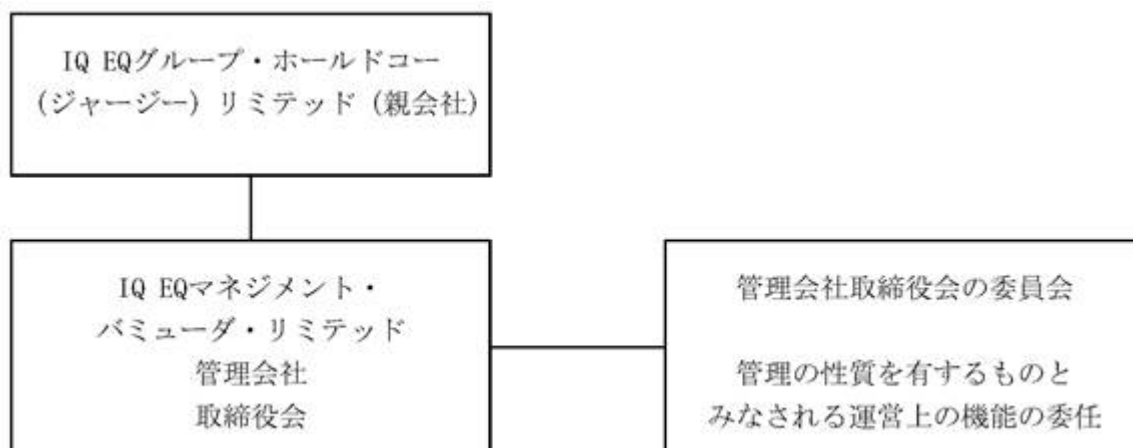 IQ EQグループ・ホールドコー
(ジャージー) リミテッド (親会社)
IQ EQマネジメント・
バミューダ・リミテッド
管理会社
取締役会
管理会社取締役会の委員会
管理の性質を有するものと
みなされる運営上の機能の委任